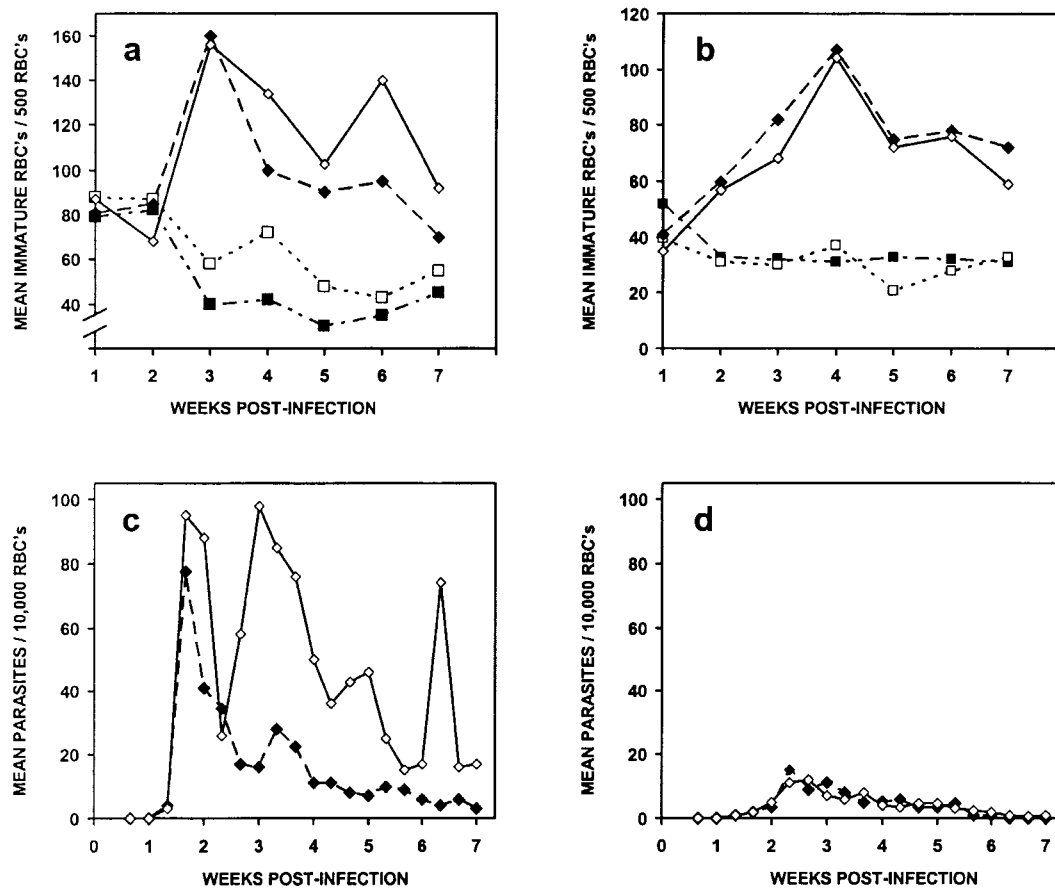 a
MEAN IMMATURE RBC's / 500 RBC's
160
140
120
100
80
60
40
1 2 3 4 5 6 7
WEEKS POST-INFECTION
b
MEAN IMMATURE RBC's / 500 RBC's
120
100
80
60
40
20
0
1 2 3 4 5 6 7
WEEKS POST-INFECTION
c
MEAN PARASITES / 10,000 RBC's
100
80
60
40
20
0
0 1 2 3 4 5 6 7
WEEKS POST-INFECTION
d
MEAN PARASITES / 10,000 RBC's
100
80
60
40
20
0
0 1 2 3 4 5 6 7
WEEKS POST-INFECTION